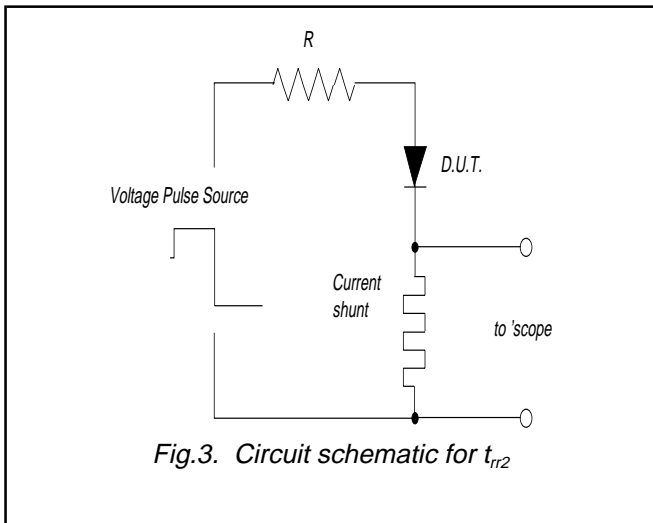 R
D.U.T.
Voltage Pulse Source
Current
shunt
to 'scope
Fig.3. Circuit schematic for trr2